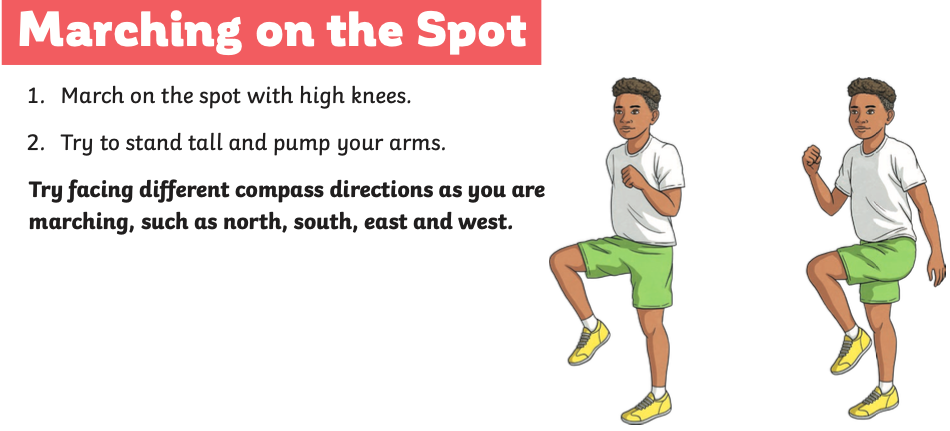 Marching on the Spot
1. March on the spot with high knees.
2. Try to stand tall and pump your arms.
Try facing different compass directions as you are
marching, such as north, south, east and west.